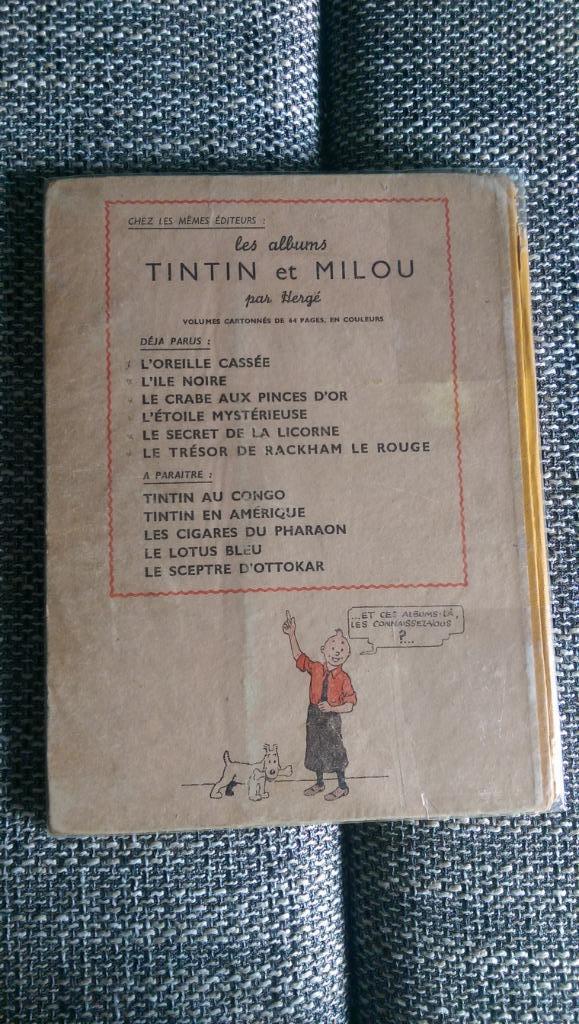 CHEZ LES MÊMES ÉDITEURS :
les albums
TINTIN et MILOU
par Hergé
VOLUMES CARTONNÉS DE 64 PAGES, EN COULEURS
DÉJA PARUS :
L'OREILLE CASSÉE
L'ILE NOIRE
LE CRABE AUX PINCES D'OR
L'ÉTOILE MYSTÉRIEUSE
LE SECRET DE LA LICORNE
LE TRÉSOR DE RACKHAM LE ROUGE
A PARAITRE :
TINTIN AU CONGO
TINTIN EN AMÉRIQUE
LES CIGARES DU PHARAON
LE LOTUS BLEU
LE SCEPTRE D'OTTOKAR
...ET CES ALBUMS-LÀ,
LES CONNAISSEZ-VOUS
?...